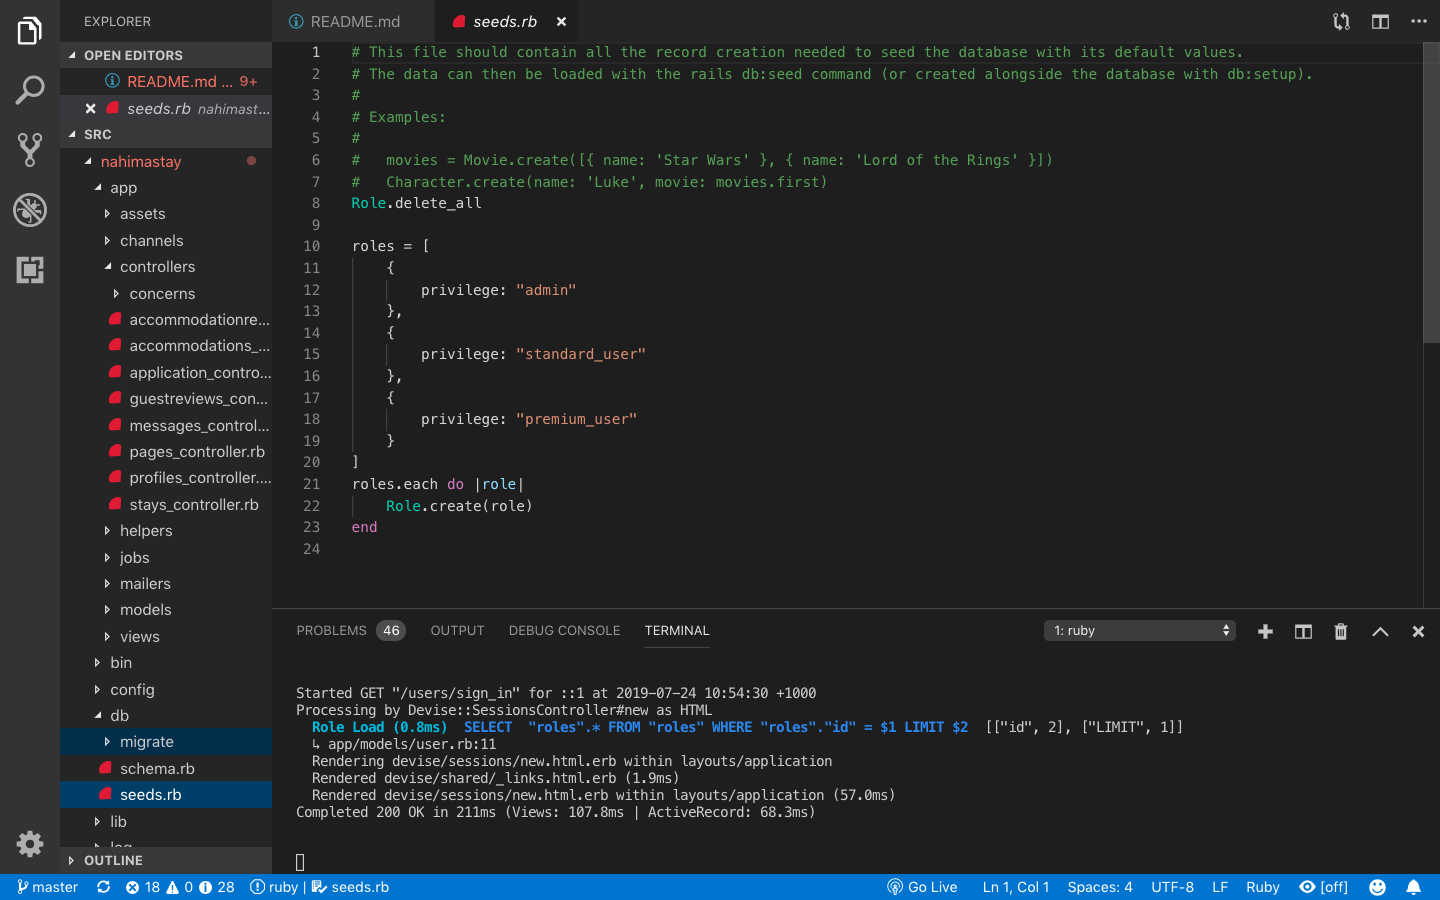 EXPLORER
OPEN EDITORS
README.md ... 9+
seeds.rb nahimast...
SRC
nahimastay
app
assets
channels
controllers
concerns
accommodationre...
accommodations_...
application_contro...
guestreviews_con...
messages_control...
pages_controller.rb
profiles_controller....
stays_controller.rb
helpers
jobs
mailers
models
views
bin
config
db
migrate
schema.rb
seeds.rb
lib
log
OUTLINE
README.md
seeds.rb
1 # This file should contain all the record creation needed to seed the database with its default values.
2 # The data can then be loaded with the rails db:seed command (or created alongside the database with db:setup).
3 #
4 # Examples:
5 #
6 #   movies = Movie.create([{ name: 'Star Wars' }, { name: 'Lord of the Rings' }])
7 #   Character.create(name: 'Luke', movie: movies.first)
8 Role.delete_all
9
10 roles = [
11     {
12         privilege: "admin"
13     },
14     {
15         privilege: "standard_user"
16     },
17     {
18         privilege: "premium_user"
19     }
20 ]
21 roles.each do |role|
22     Role.create(role)
23 end
24
PROBLEMS 46 OUTPUT DEBUG CONSOLE TERMINAL 1: ruby
Started GET "/users/sign_in" for ::1 at 2019-07-24 10:54:30 +1000
Processing by Devise::SessionsController#new as HTML
  Role Load (0.8ms)  SELECT  "roles".* FROM "roles" WHERE "roles"."id" = $1 LIMIT $2  [["id", 2], ["LIMIT", 1]]
  ↳ app/models/user.rb:11
  Rendering devise/sessions/new.html.erb within layouts/application
  Rendered devise/shared/_links.html.erb (1.9ms)
  Rendered devise/sessions/new.html.erb within layouts/application (57.0ms)
Completed 200 OK in 211ms (Views: 107.8ms | ActiveRecord: 68.3ms)
master 18 0 28 ruby | seeds.rb Go Live Ln 1, Col 1 Spaces: 4 UTF-8 LF Ruby [off]